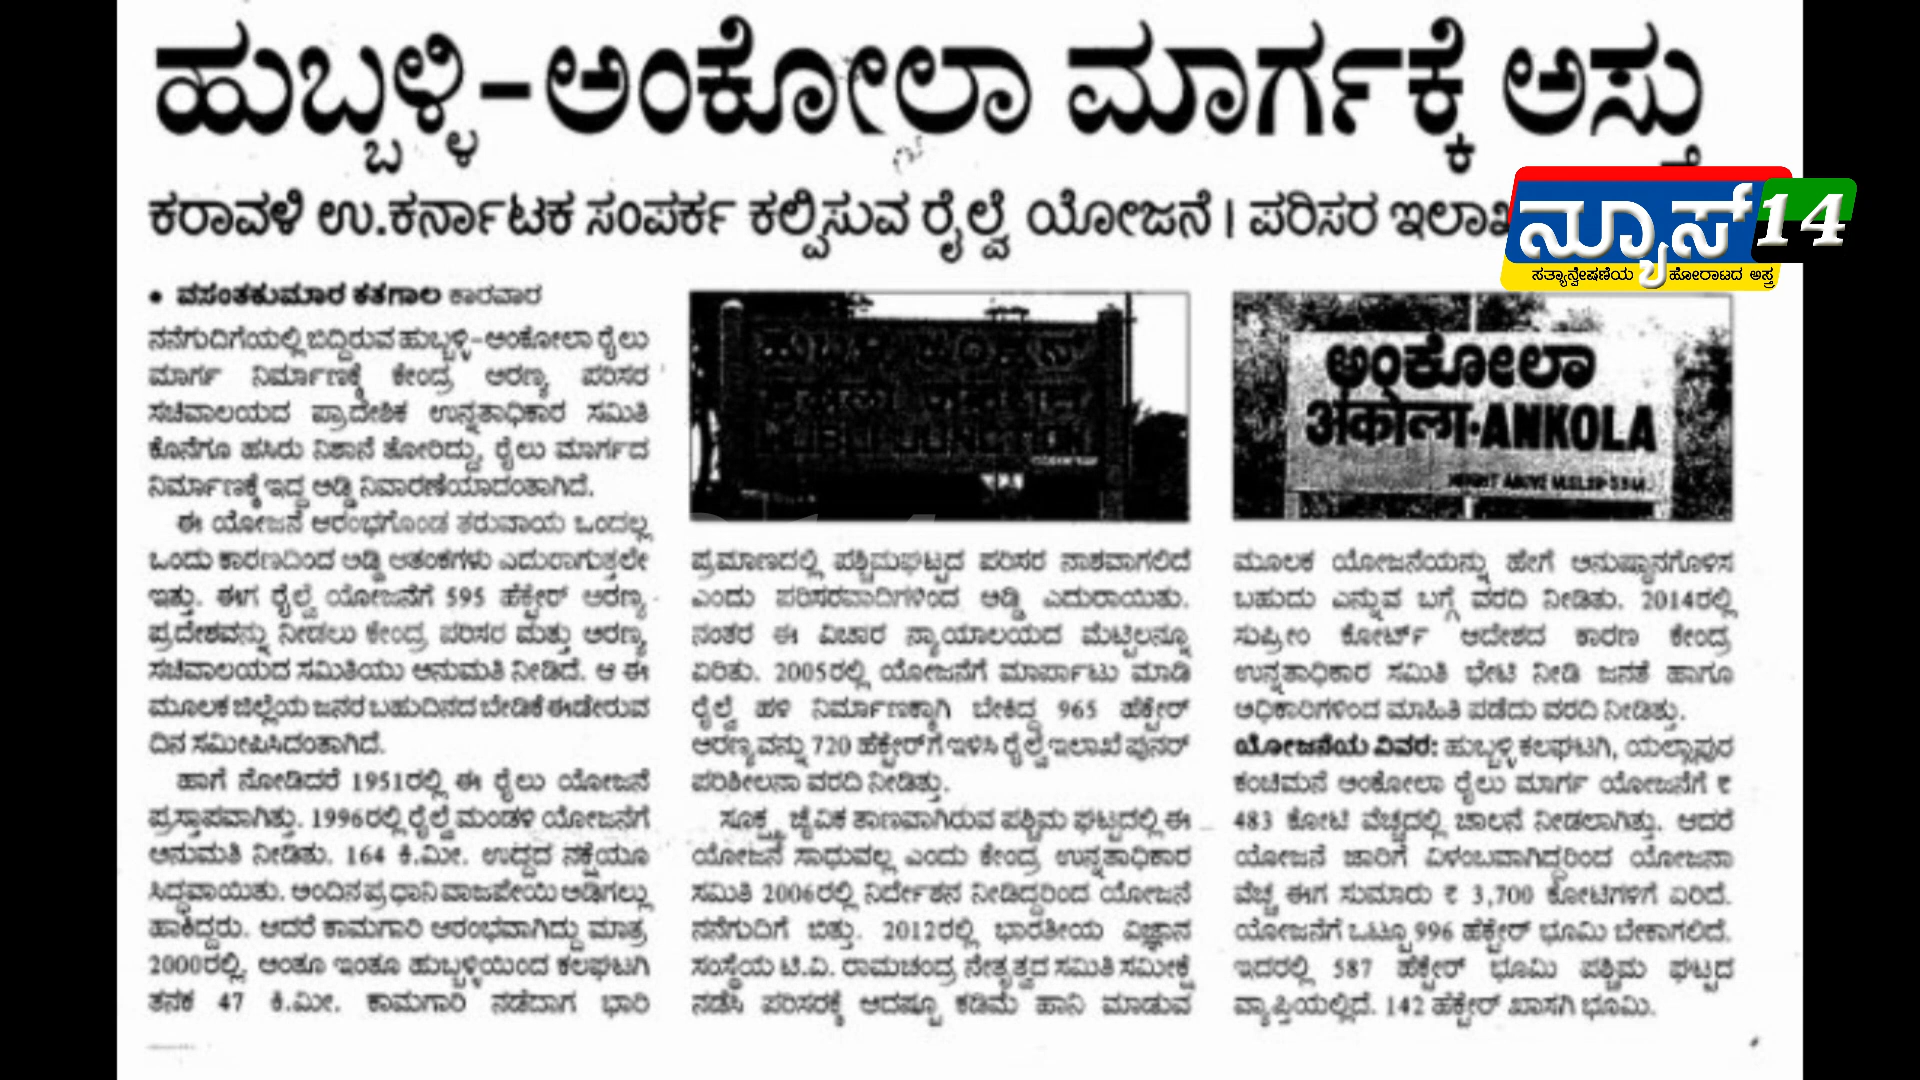 ಹುಬ್ಬಳ್ಳಿ-ಅಂಕೋಲಾ ಮಾರ್ಗಕ್ಕೆ ಅಸ್ತು
ಕರಾವಳಿ ಉ.ಕರ್ನಾಟಕ ಸಂಪರ್ಕ ಕಲ್ಪಿಸುವ ರೈಲ್ವೆ ಯೋಜನೆ | ಪರಿಸರ
ನ್ಯೂಸ್ 14
ಸತ್ಯಾನ್ವೇಷಣೆಯ ಹೋರಾಟದ ಅಸ್ತ್ರ
• ವಸಂತಕುಮಾರ ಕತಗಾಲ ಕಾರವಾರ
ನನೆಗುದಿಗೆಯಲ್ಲಿ ಬಿದ್ದಿರುವ ಹುಬ್ಬಳ್ಳಿ-ಅಂಕೋಲಾ ರೈಲು
ಮಾರ್ಗ ನಿರ್ಮಾಣಕ್ಕೆ ಕೇಂದ್ರ ಅರಣ್ಯ ಪರಿಸರ
ಸಚಿವಾಲಯದ ಪ್ರಾದೇಶಿಕ ಉನ್ನತಾಧಿಕಾರ ಸಮಿತಿ
ಕೊನೆಗೂ ಹಸಿರು ನಿಶಾನೆ ತೋರಿದ್ದು, ರೈಲು ಮಾರ್ಗದ
ನಿರ್ಮಾಣಕ್ಕೆ ಇದ್ದ ಅಡ್ಡಿ ನಿವಾರಣೆಯಾದಂತಾಗಿದೆ.
ಈ ಯೋಜನೆ ಆರಂಭಗೊಂಡ ತರುವಾಯ ಒಂದಲ್ಲ
ಒಂದು ಕಾರಣದಿಂದ ಅಡ್ಡಿ ಆತಂಕಗಳು ಎದುರಾಗುತ್ತಲೇ
ಇತ್ತು. ಈಗ ರೈಲ್ವೆ ಯೋಜನೆಗೆ 595 ಹೆಕ್ಟೇರ್ ಅರಣ್ಯ
ಪ್ರದೇಶವನ್ನು ನೀಡಲು ಕೇಂದ್ರ ಪರಿಸರ ಮತ್ತು ಅರಣ್ಯ
ಸಚಿವಾಲಯದ ಸಮಿತಿಯು ಅನುಮತಿ ನೀಡಿದೆ. ಆ ಈ
ಮೂಲಕ ಜಿಲ್ಲೆಯ ಜನರ ಬಹುದಿನದ ಬೇಡಿಕೆ ಈಡೇರುವ
ದಿನ ಸಮೀಪಿಸಿದಂತಾಗಿದೆ.
ಹಾಗೆ ನೋಡಿದರೆ 1951ರಲ್ಲಿ ಈ ರೈಲು ಯೋಜನೆ
ಪ್ರಸ್ತಾಪವಾಗಿತ್ತು. 1996ರಲ್ಲಿ ರೈಲ್ವೆ ಮಂಡಳಿ ಯೋಜನೆಗೆ
ಅನುಮತಿ ನೀಡಿತು. 164 ಕಿ.ಮೀ. ಉದ್ದದ ನಕ್ಷೆಯೂ
ಸಿದ್ಧವಾಯಿತು. ಅಂದಿನ ಪ್ರಧಾನಿ ವಾಜಪೇಯಿ ಅಡಿಗಲ್ಲು
ಹಾಕಿದ್ದರು. ಆದರೆ ಕಾಮಗಾರಿ ಆರಂಭವಾಗಿದ್ದು ಮಾತ್ರ
2000ರಲ್ಲಿ. ಅಂತೂ ಇಂತೂ ಹುಬ್ಬಳ್ಳಿಯಿಂದ ಕಲಘಟಗಿ
ತನಕ 47 ಕಿ.ಮೀ. ಕಾಮಗಾರಿ ನಡೆದಾಗ ಭಾರಿ
ಅಂಕೋಲಾ
अंकोला-ANKOLA
ಪ್ರಮಾಣದಲ್ಲಿ ಪಶ್ಚಿಮಘಟ್ಟದ ಪರಿಸರ ನಾಶವಾಗಲಿದೆ
ಎಂದು ಪರಿಸರವಾದಿಗಳಿಂದ ಅಡ್ಡಿ ಎದುರಾಯಿತು.
ನಂತರ ಈ ವಿಚಾರ ನ್ಯಾಯಾಲಯದ ಮೆಟ್ಟಿಲನ್ನೂ
ಏರಿತು. 2005ರಲ್ಲಿ ಯೋಜನೆಗೆ ಮಾರ್ಪಾಟು ಮಾಡಿ
ರೈಲ್ವೆ ಹಳಿ ನಿರ್ಮಾಣಕ್ಕಾಗಿ ಬೇಕಿದ್ದ 965 ಹೆಕ್ಟೇರ್
ಅರಣ್ಯವನ್ನು 720 ಹೆಕ್ಟೇರ್‌ಗೆ ಇಳಿಸಿ ರೈಲ್ವೆ ಇಲಾಖೆ ಪುನರ್
ಪರಿಶೀಲನಾ ವರದಿ ನೀಡಿತ್ತು.
ಸೂಕ್ಷ್ಮ ಜೈವಿಕ ತಾಣವಾಗಿರುವ ಪಶ್ಚಿಮ ಘಟ್ಟದಲ್ಲಿ ಈ
ಯೋಜನೆ ಸಾಧುವಲ್ಲ ಎಂದು ಕೇಂದ್ರ ಉನ್ನತಾಧಿಕಾರ
ಸಮಿತಿ 2006ರಲ್ಲಿ ನಿರ್ದೇಶನ ನೀಡಿದ್ದರಿಂದ ಯೋಜನೆ
ನನೆಗುದಿಗೆ ಬಿತ್ತು. 2012ರಲ್ಲಿ ಭಾರತೀಯ ವಿಜ್ಞಾನ
ಸಂಸ್ಥೆಯ ಟಿ.ವಿ. ರಾಮಚಂದ್ರ ನೇತೃತ್ವದ ಸಮಿತಿ ಸಮೀಕ್ಷೆ
ನಡೆಸಿ ಪರಿಸರಕ್ಕೆ ಆದಷ್ಟೂ ಕಡಿಮೆ ಹಾನಿ ಮಾಡುವ
ಮೂಲಕ ಯೋಜನೆಯನ್ನು ಹೇಗೆ ಅನುಷ್ಠಾನಗೊಳಿಸ
ಬಹುದು ಎನ್ನುವ ಬಗ್ಗೆ ವರದಿ ನೀಡಿತು. 2014ರಲ್ಲಿ
ಸುಪ್ರೀಂ ಕೋರ್ಟ್ ಆದೇಶದ ಕಾರಣ ಕೇಂದ್ರ
ಉನ್ನತಾಧಿಕಾರ ಸಮಿತಿ ಭೇಟಿ ನೀಡಿ ಜನತೆ ಹಾಗೂ
ಅಧಿಕಾರಿಗಳಿಂದ ಮಾಹಿತಿ ಪಡೆದು ವರದಿ ನೀಡಿತ್ತು.
ಯೋಜನೆಯ ವಿವರ: ಹುಬ್ಬಳ್ಳಿ ಕಲಘಟಗಿ, ಯಲ್ಲಾಪುರ
ಕಂಚಿಮನೆ ಅಂಕೋಲಾ ರೈಲು ಮಾರ್ಗ ಯೋಜನೆಗೆ ₹
483 ಕೋಟಿ ವೆಚ್ಚದಲ್ಲಿ ಚಾಲನೆ ನೀಡಲಾಗಿತ್ತು. ಆದರೆ
ಯೋಜನೆ ಜಾರಿಗೆ ವಿಳಂಬವಾಗಿದ್ದರಿಂದ ಯೋಜನಾ
ವೆಚ್ಚ ಈಗ ಸುಮಾರು ₹ 3,700 ಕೋಟಿಗಳಿಗೆ ಏರಿದೆ.
ಯೋಜನೆಗೆ ಒಟ್ಟೂ 996 ಹೆಕ್ಟೇರ್ ಭೂಮಿ ಬೇಕಾಗಲಿದೆ.
ಇದರಲ್ಲಿ 587 ಹೆಕ್ಟೇರ್ ಭೂಮಿ ಪಶ್ಚಿಮ ಘಟ್ಟದ
ವ್ಯಾಪ್ತಿಯಲ್ಲಿದೆ. 142 ಹೆಕ್ಟೇರ್ ಖಾಸಗಿ ಭೂಮಿ.